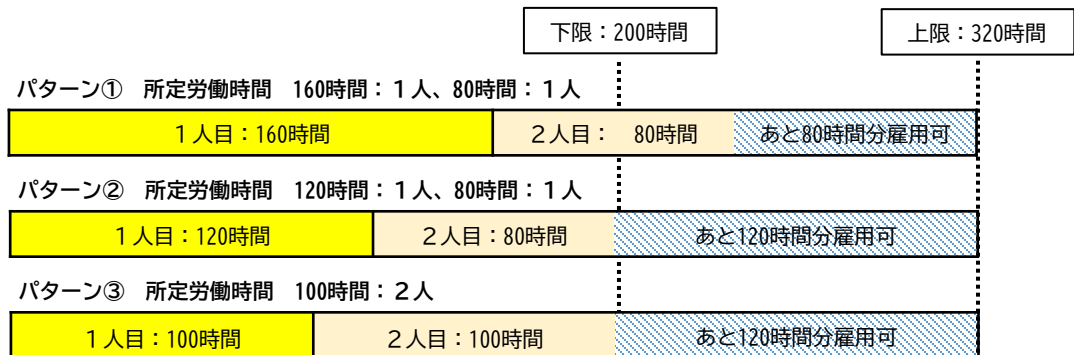 下限：200時間
上限：320時間
パターン①　所定労働時間　160時間：１人、80時間：１人
１人目：160時間
２人目：　80時間
あと80時間分雇用可
パターン②　所定労働時間　120時間：１人、80時間：１人
１人目：120時間
２人目：80時間
あと120時間分雇用可
パターン③　所定労働時間　100時間：２人
１人目：100時間
２人目：100時間
あと120時間分雇用可